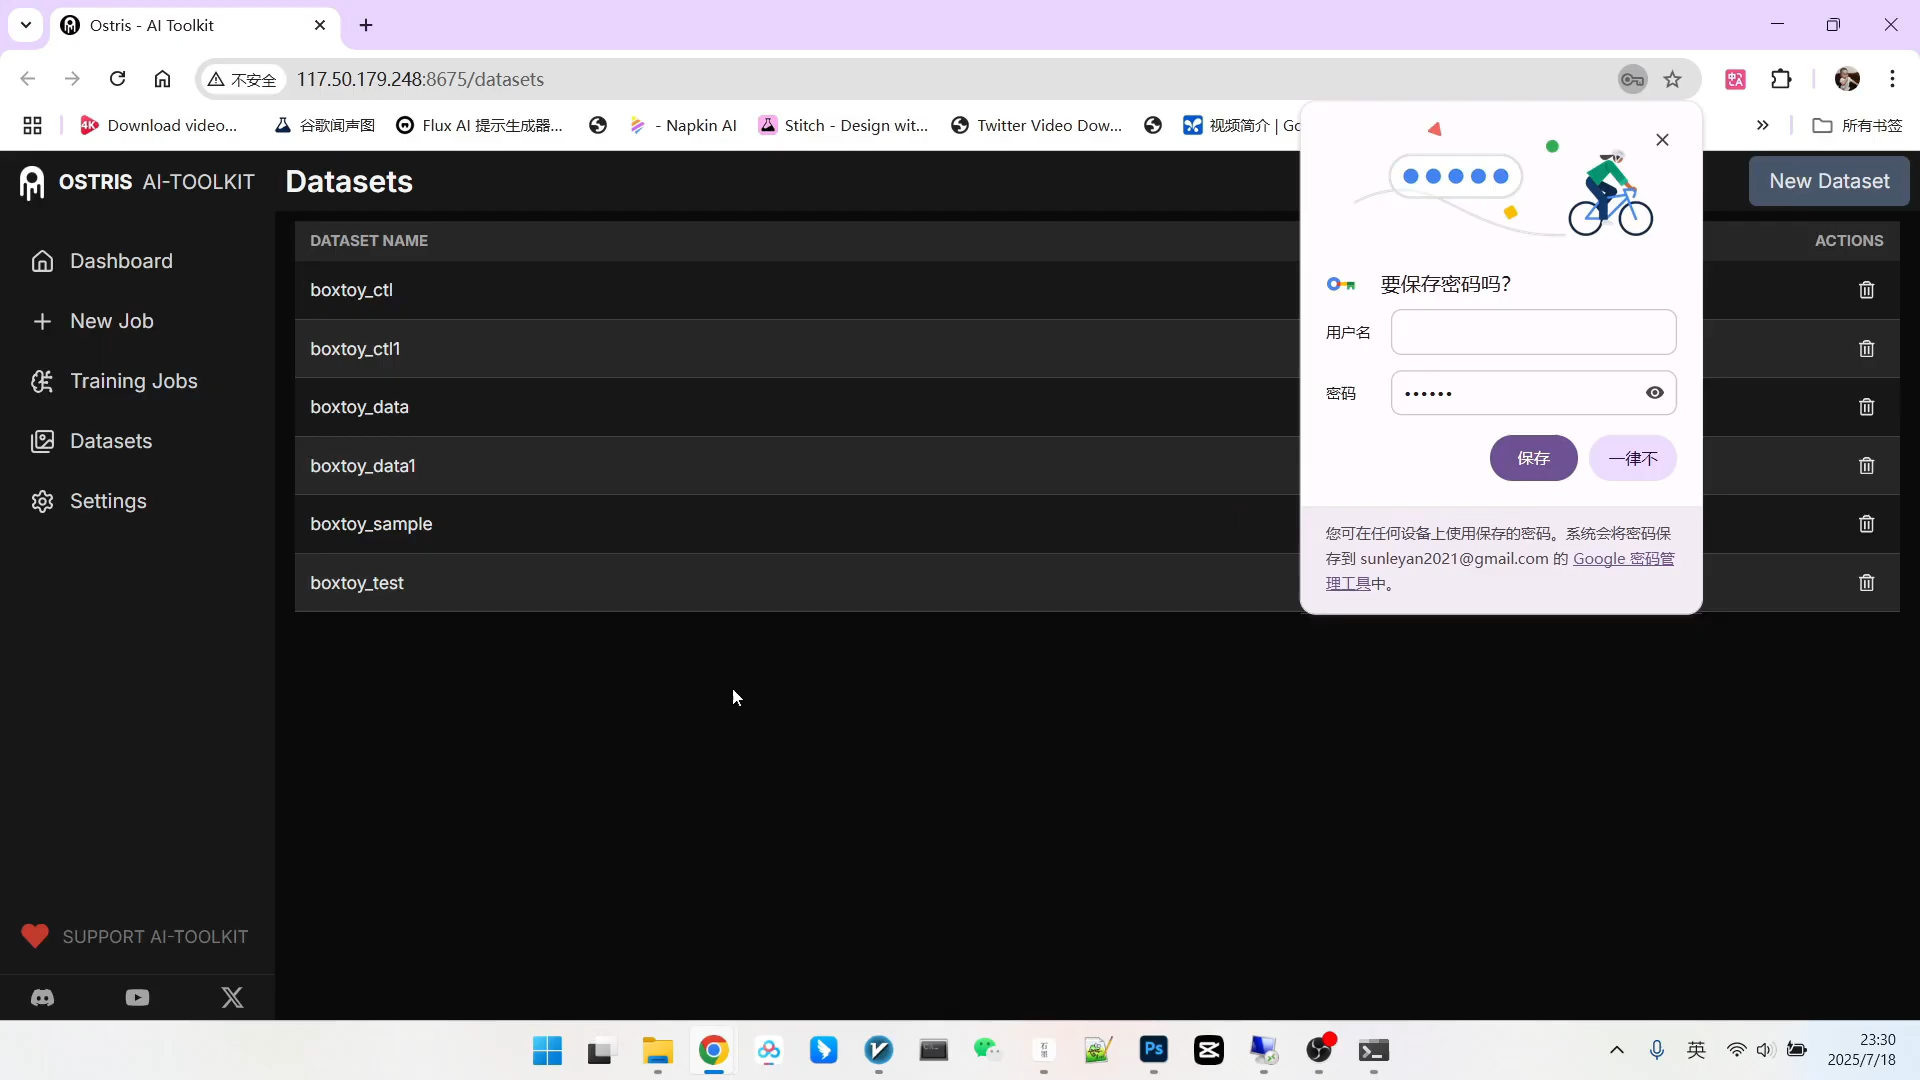 Ostris - AI Toolkit
不安全
117.50.179.248:8675/datasets
Download video...
谷歌闻声图
Flux AI 提示生成器...
- Napkin AI
Stitch - Design wit...
Twitter Video Dow...
视频简介 | Go
所有书签
OSTRIS AI-TOOLKIT
Datasets
New Dataset
Dashboard
New Job
Training Jobs
Datasets
Settings
DATASET NAME
ACTIONS
boxtoy_ctl
boxtoy_ctl1
boxtoy_data
boxtoy_data1
boxtoy_sample
boxtoy_test
要保存密码吗？
用户名
密码
••••••
保存
一律不
您可在任何设备上使用保存的密码。系统会将密码保
存到 sunleyan2021@gmail.com 的 Google 密码管
理工具中。
SUPPORT AI-TOOLKIT
Ps
英
23:30
2025/7/18